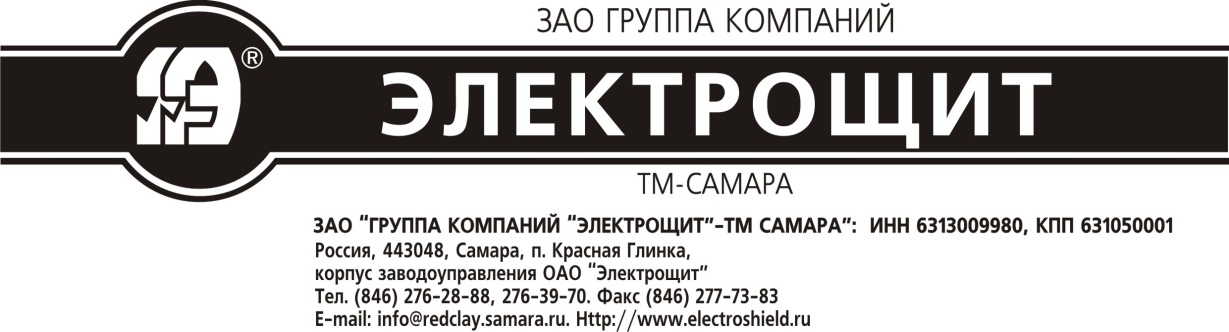 ЗАО ГРУППА КОМПАНИЙ
®
ЭЛЕКТРОЩИТ
ТМ-САМАРА
ЗАО "ГРУППА КОМПАНИЙ "ЭЛЕКТРОЩИТ"-ТМ САМАРА": ИНН 6313009980, КПП 631050001
Россия, 443048, Самара, п. Красная Глинка,
корпус заводоуправления ОАО "Электрощит"
Тел. (846) 276-28-88, 276-39-70. Факс (846) 277-73-83
E-mail: info@redclay.samara.ru. Http://www.electroshield.ru